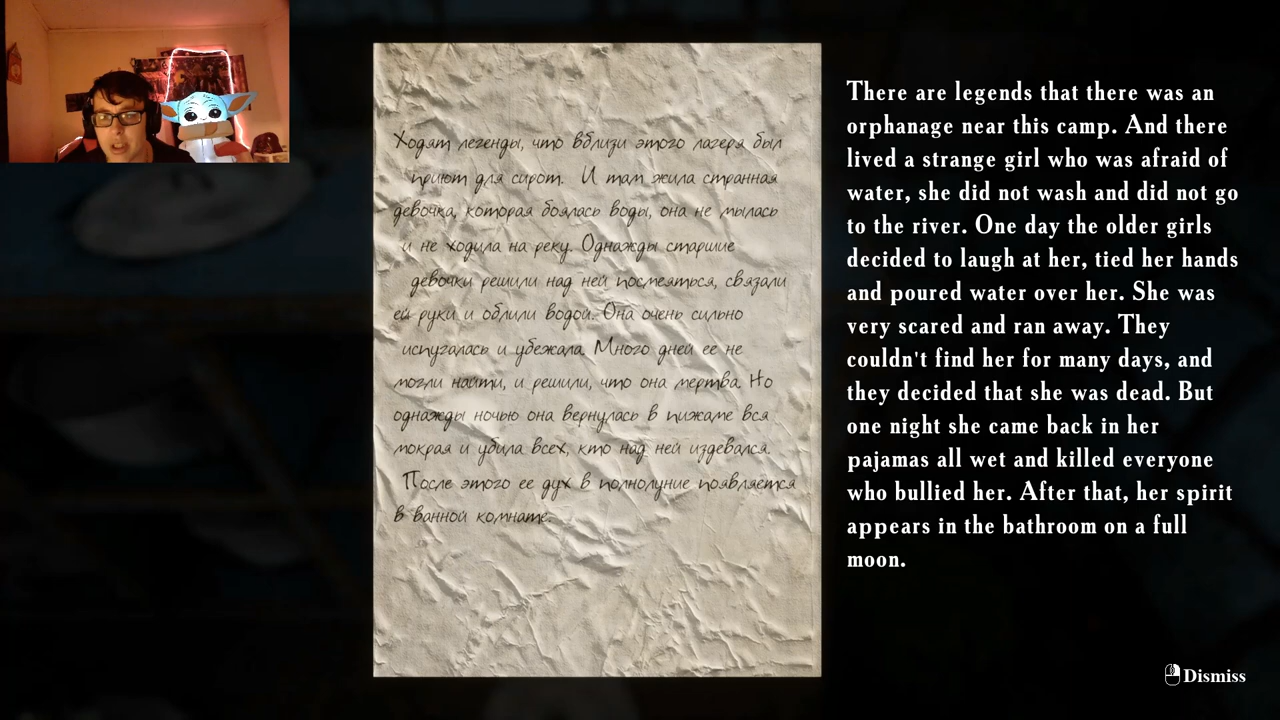 Ходят легенды, что вблизи этого лагеря был
приют для сирот. И там жила странная
девочка, которая боялась воды, она не мылась
и не ходила на реку. Однажды старшие
девочки решили над ней посмеяться, связали
ей руки и облили водой. Она очень сильно
испугалась и убежала. Много дней ее не
могли найти, и решили, что она мертва. Но
однажды ночью она вернулась в пижаме вся
мокрая и убила всех, кто над ней издевался.
После этого ее дух в полнолуние появляется
в ванной комнате.
There are legends that there was an
orphanage near this camp. And there
lived a strange girl who was afraid of
water, she did not wash and did not go
to the river. One day the older girls
decided to laugh at her, tied her hands
and poured water over her. She was
very scared and ran away. They
couldn't find her for many days, and
they decided that she was dead. But
one night she came back in her
pajamas all wet and killed everyone
who bullied her. After that, her spirit
appears in the bathroom on a full
moon.
Dismiss